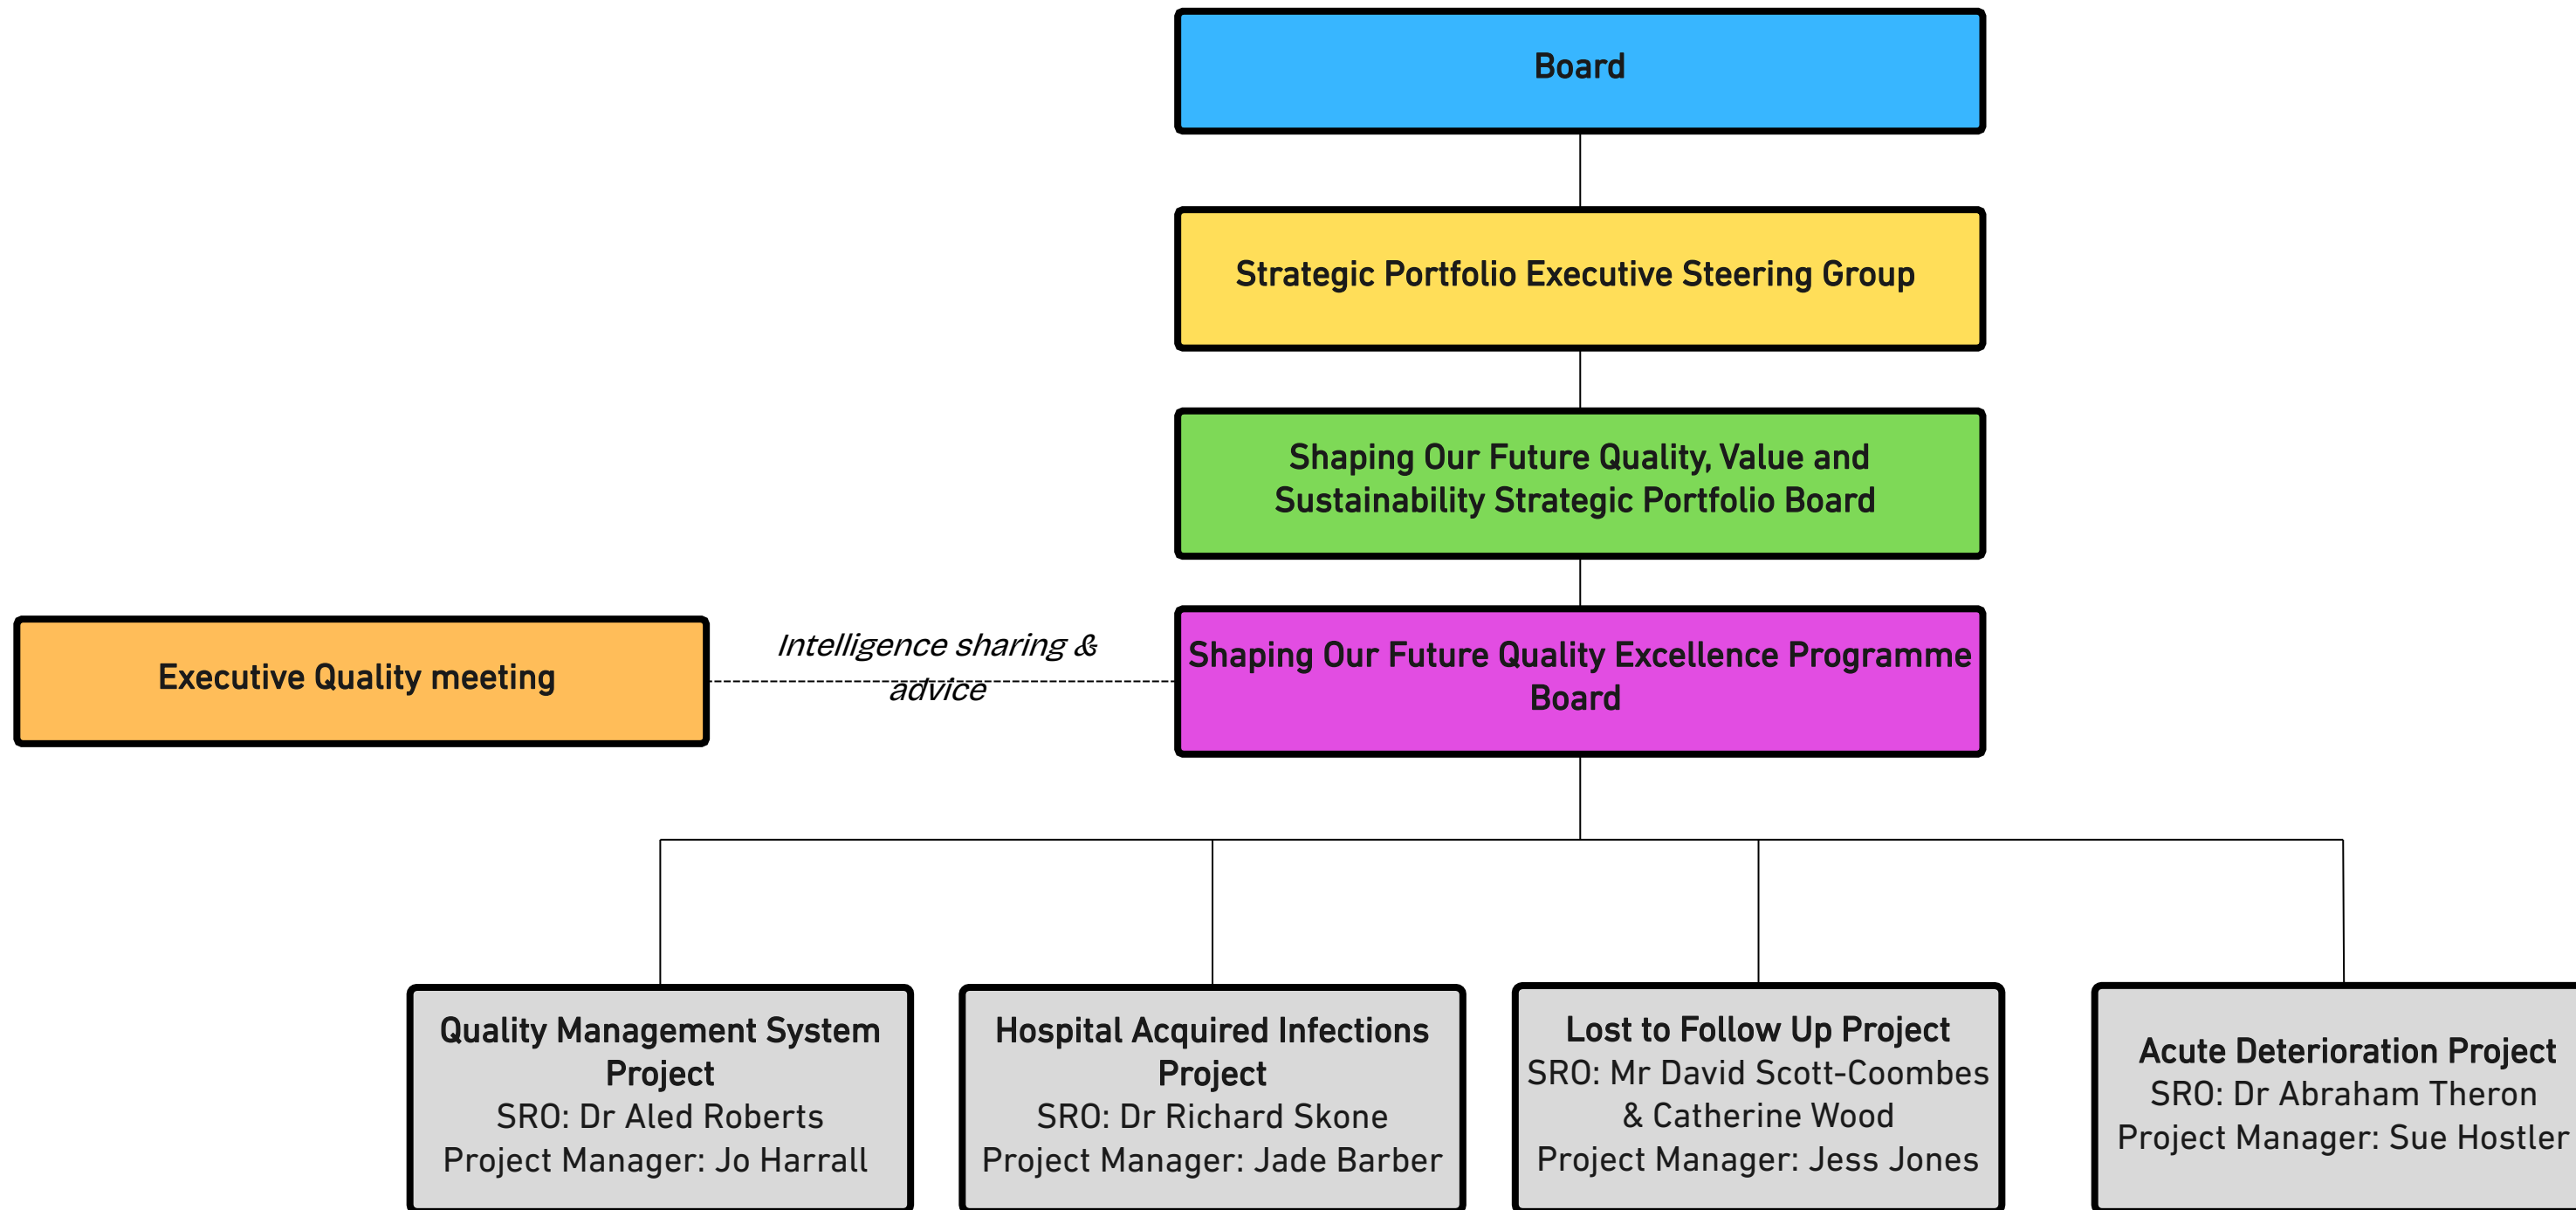 Board
Strategic Portfolio Executive Steering Group
Shaping Our Future Quality, Value and
Sustainability Strategic Portfolio Board
Executive Quality meeting
Intelligence sharing &
advice
Shaping Our Future Quality Excellence Programme
Board
Quality Management System
Project
SRO: Dr Aled Roberts
Project Manager: Jo Harrall
Hospital Acquired Infections
Project
SRO: Dr Richard Skone
Project Manager: Jade Barber
Lost to Follow Up Project
SRO: Mr David Scott-Coombes
& Catherine Wood
Project Manager: Jess Jones
Acute Deterioration Project
SRO: Dr Abraham Theron
Project Manager: Sue Hostler